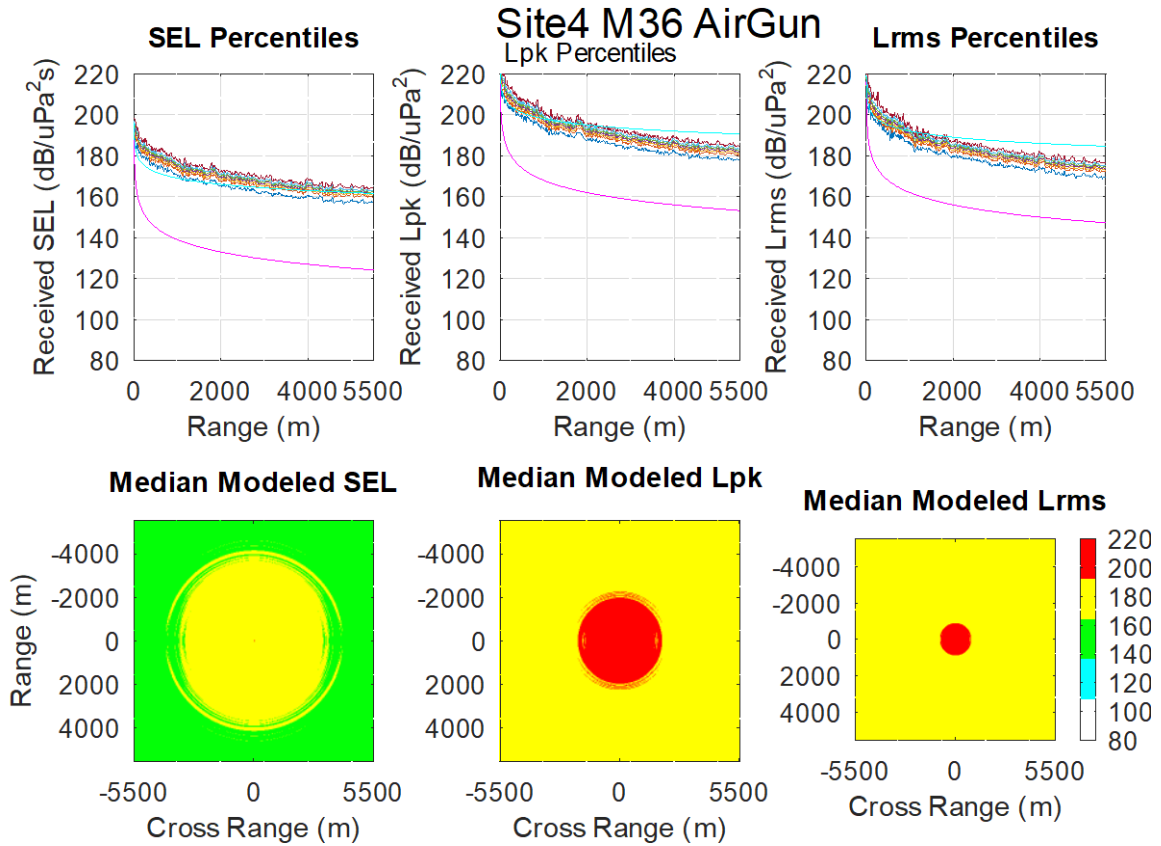 Site4 M36 AirGun
SEL Percentiles
Lpk Percentiles
Lrms Percentiles
Received SEL (dB/uPa²s)
220
200
180
160
140
120
100
80
0 2000 4000 5500
Range (m)
Received Lpk (dB/uPa²)
220
200
180
160
140
120
100
80
0 2000 4000 5500
Range (m)
Received Lrms (dB/uPa²)
220
200
180
160
140
120
100
80
0 2000 4000 5500
Range (m)
Median Modeled SEL
Range (m)
-4000
-2000
0
2000
4000
-5500 0 5500
Cross Range (m)
Median Modeled Lpk
-4000
-2000
0
2000
4000
-5500 0 5500
Cross Range (m)
Median Modeled Lrms
-4000
-2000
0
2000
4000
-5500 0 5500
Cross Range (m)
220
200
180
160
140
120
100
80